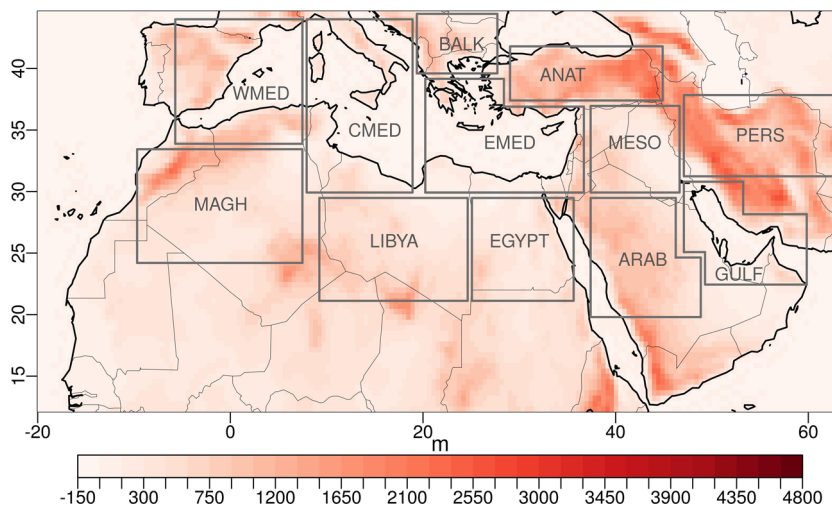 BALK
40
ANAT
WMED
35
CMED
EMED
MESO
PERS
30
MAGH
LIBYA
EGYPT
25
ARAB
GULF
20
15
-20 0 20 40 60
m
-150 300 750 1200 1650 2100 2550 3000 3450 3900 4350 4800